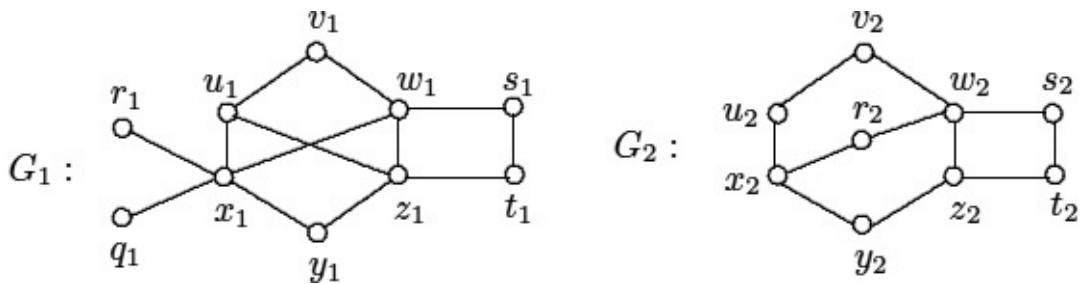 v₁
v₂
u₁
w₁
s₁
w₂
s₂
r₁
u₂
r₂
G₁ :
G₂ :
x₁
z₁
t₁
x₂
z₂
t₂
q₁
y₁
y₂